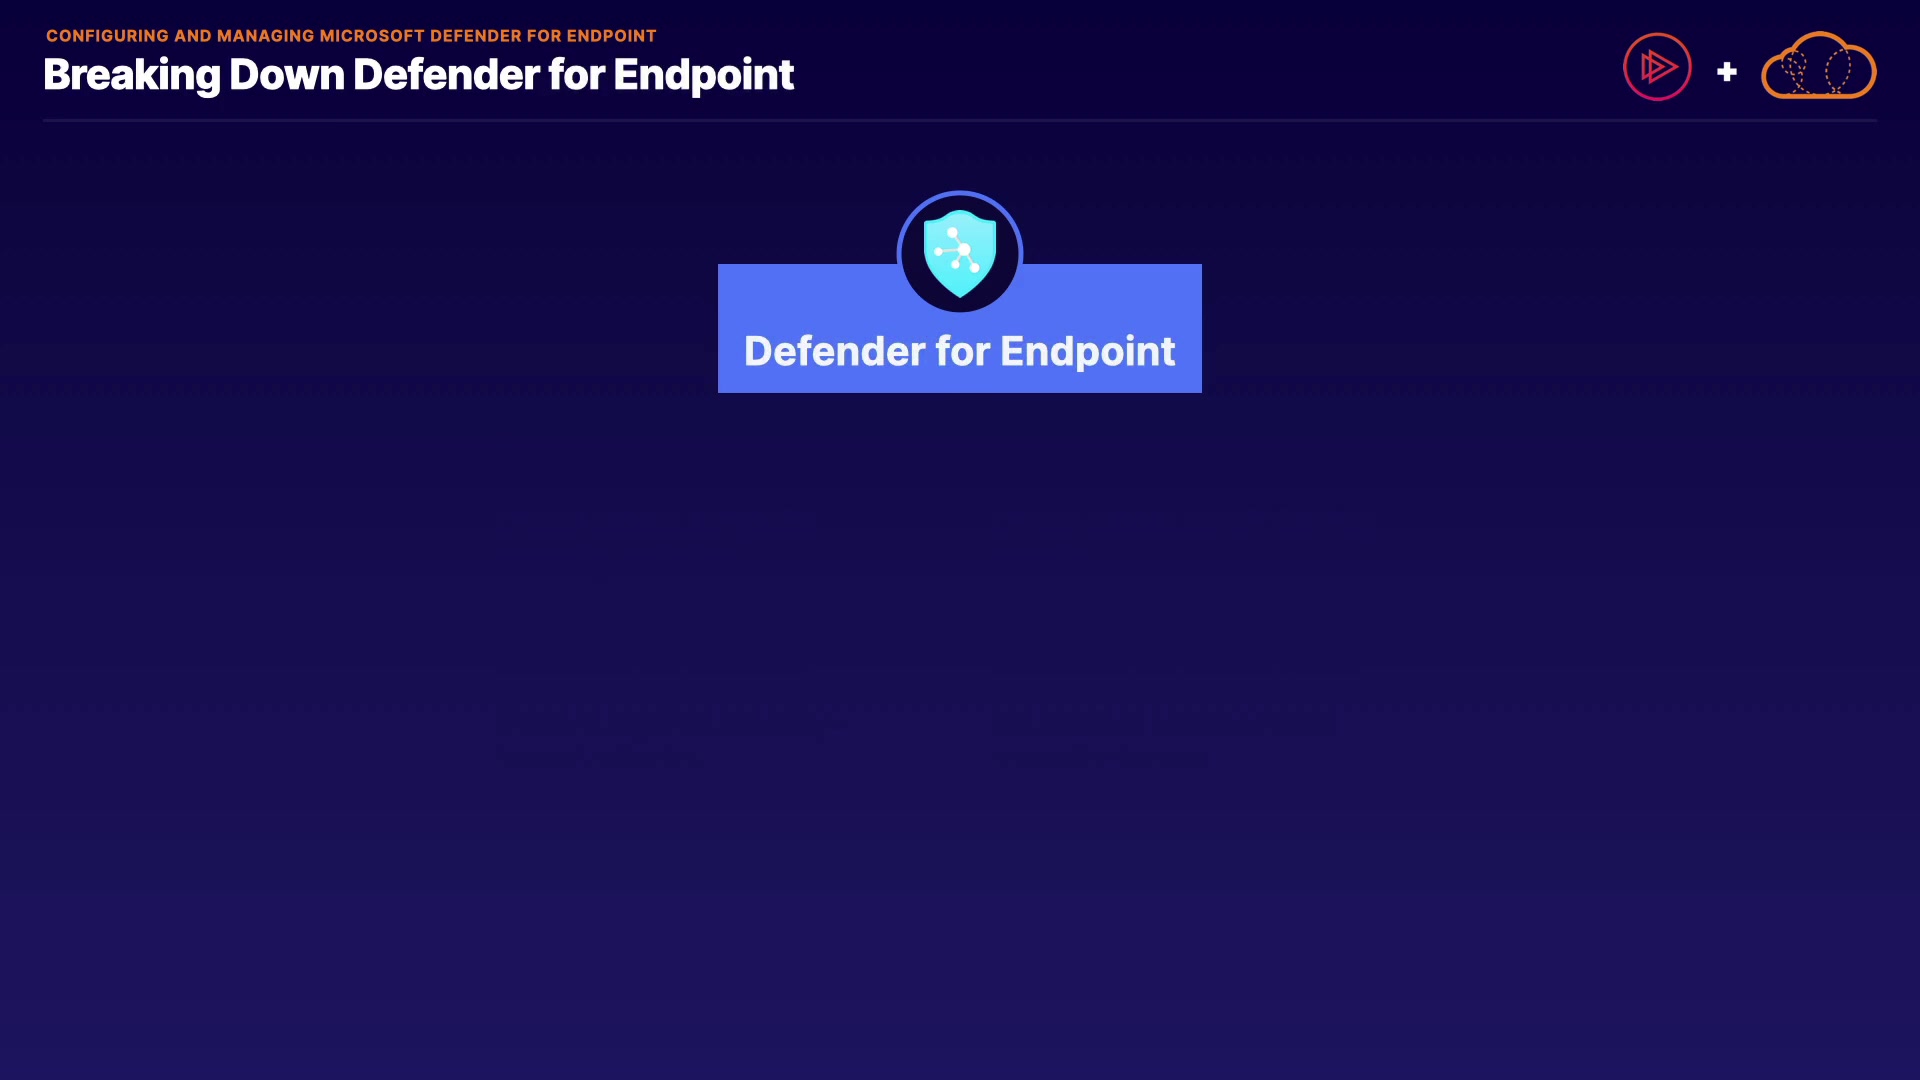 CONFIGURING AND MANAGING MICROSOFT DEFENDER FOR ENDPOINT
Breaking Down Defender for Endpoint
Defender for Endpoint